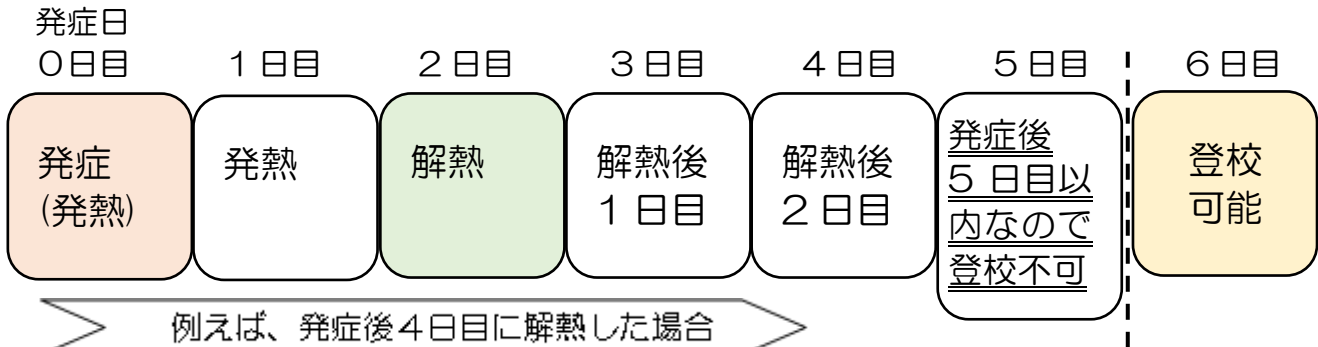 発症日
０日目 １日目 ２日目 ３日目 ４日目 ５日目 ６日目
発症
(発熱)
発熱
解熱
解熱後
１日目
解熱後
２日目
発症後
５ 日目以
内なので
登校不可
登校
可能
例えば、発症後４日目に解熱した場合